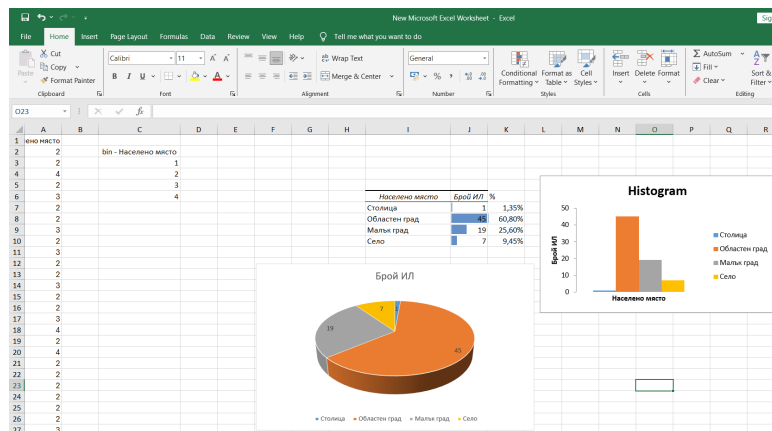 New Microsoft Excel Worksheet - Excel
Sig
File Home Insert Page Layout Formulas Data Review View Help Tell me what you want to do
Cut
Copy
Format Painter
Paste
Clipboard
Calibri 11
B I U
Font
Wrap Text
Merge & Center
Alignment
General
Number
Conditional Formatting
Format as Table
Cell Styles
Styles
Insert Delete Format
Cells
AutoSum
Fill
Clear
Sort & Filter
Editing
O23
fx
A B C D E F G H I J K L M N O P Q R
1 ено място
2 2 bin - Населено място
3 2 1
4 4 2
5 2 3
6 3 4 Населено място Брой ИЛ %
7 2 Столица 1 1,35%
8 2 Областен град 45 60,80%
9 3 Малък град 19 25,60%
10 2 Село 7 9,45%
11 3
12 2
13 2
14 3
15 2
16 2
17 3
18 4
19 2
20 4
21 2
22 2
23 2
24 2
25 2
26 2
27 3
Histogram
Брой ИЛ
50
40
30
20
10
0
Населено място
Столица
Областен град
Малък град
Село
Брой ИЛ
7 1
19
45
Столица Областен град Малък град Село